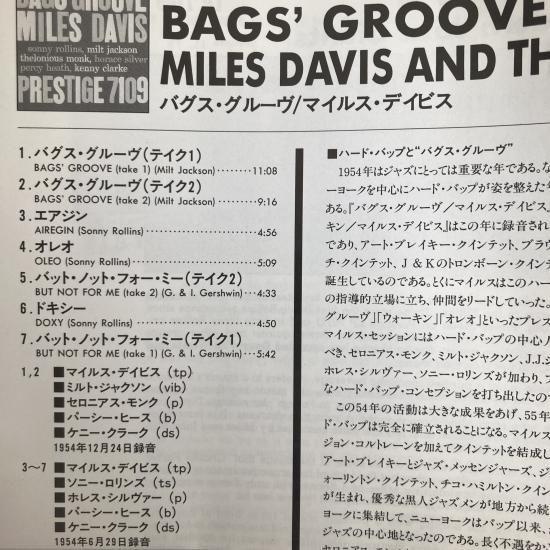 BAGS' GROOVE
MILES DAVIS
sonny rollins, milt jackson
thelonious monk, horace silver
percy heath, kenny clarke
PRESTIGE 7109
BAGS' GROOVE
MILES DAVIS AND TH
バグス・グルーヴ/マイルス・デイビス
1. バグス・グルーヴ(テイク1)
BAGS' GROOVE (take 1) (Milt Jackson)‥‥‥‥11:08
2. バグス・グルーヴ(テイク2)
BAGS' GROOVE (take 2) (Milt Jackson)‥‥‥‥9:16
3. エアジン
AIREGIN (Sonny Rollins)‥‥‥‥4:56
4. オレオ
OLEO (Sonny Rollins)‥‥‥‥5:09
5. バット・ノット・フォー・ミー(テイク2)
BUT NOT FOR ME (take 2) (G. & I. Gershwin)‥‥4:33
6. ドキシー
DOXY (Sonny Rollins)‥‥‥‥4:50
7. バット・ノット・フォー・ミー(テイク1)
BUT NOT FOR ME (take 1) (G. & I. Gershwin)‥‥5:42
1,2 ■マイルス・デイビス(tp)
■ミルト・ジャクソン(vib)
■セロニアス・モンク(p)
■パーシー・ヒース(b)
■ケニー・クラーク(ds)
1954年12月24日録音
3〜7 ■マイルス・デイビス(tp)
■ソニー・ロリンズ(ts)
■ホレス・シルヴァー(p)
■パーシー・ヒース(b)
■ケニー・クラーク(ds)
1954年6月29日録音
■ハード・バップと"バグス・グルーヴ"
1954年はジャズにとっては重要な年である。な
ーヨークを中心にハード・バップが姿を整えた
ある。『バグス・グルーヴ/マイルス・デイビス』
キン/マイルス・デイビス』はこの年に録音され
であり、アート・ブレイキー・クインテット、ブラウ
チ・クインテット、J&Kのトロンボーン・クイン
誕生しているのである。とくにマイルスはこのハー
の指導的立場に立ち、仲間をリードしていった。
グルーヴ」「ウォーキン」「オレオ」といったプレス
マイルス・セッションにはハード・バップの中心人
べき、セロニアス・モンク、ミルト・ジャクソン、J.J.ジ
ホレス・シルヴァー、ソニー・ロリンズが加わり、フ
なハード・バップ・コンセプションを打ち出したので
この54年の活動は大きな成果をあげ、55年
ド・バップは完全に確立されることになる。マイルス
ジョン・コルトレーンを加えてクインテットを結成し
アート・ブレイキーとジャズ・メッセンジャーズ、ジ
ォーリントン・クインテット、チコ・ハミルトン・クイン
が生まれ、優秀な黒人ジャズメンが地方から続
ヨークに集結して、ニューヨークはバップ以来、
ジャズの中心地となったのである。長く不遇をか